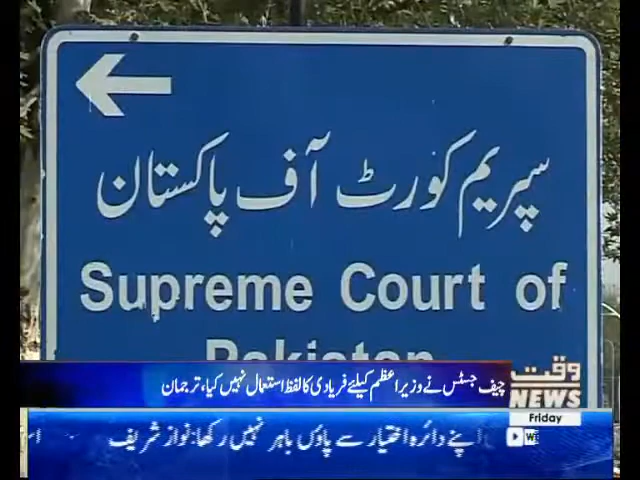 سپریم کورٹ آف پاکستان
Supreme Court of
Pakistan
چیف جسٹس نے وزیراعظم کیلئے فریادی کا لفظ استعمال نہیں کیا، ترجمان
وقت
NEWS
Friday
اپنے دائرہ اختیار سے پاؤں باہر نہیں رکھا: نواز شریف